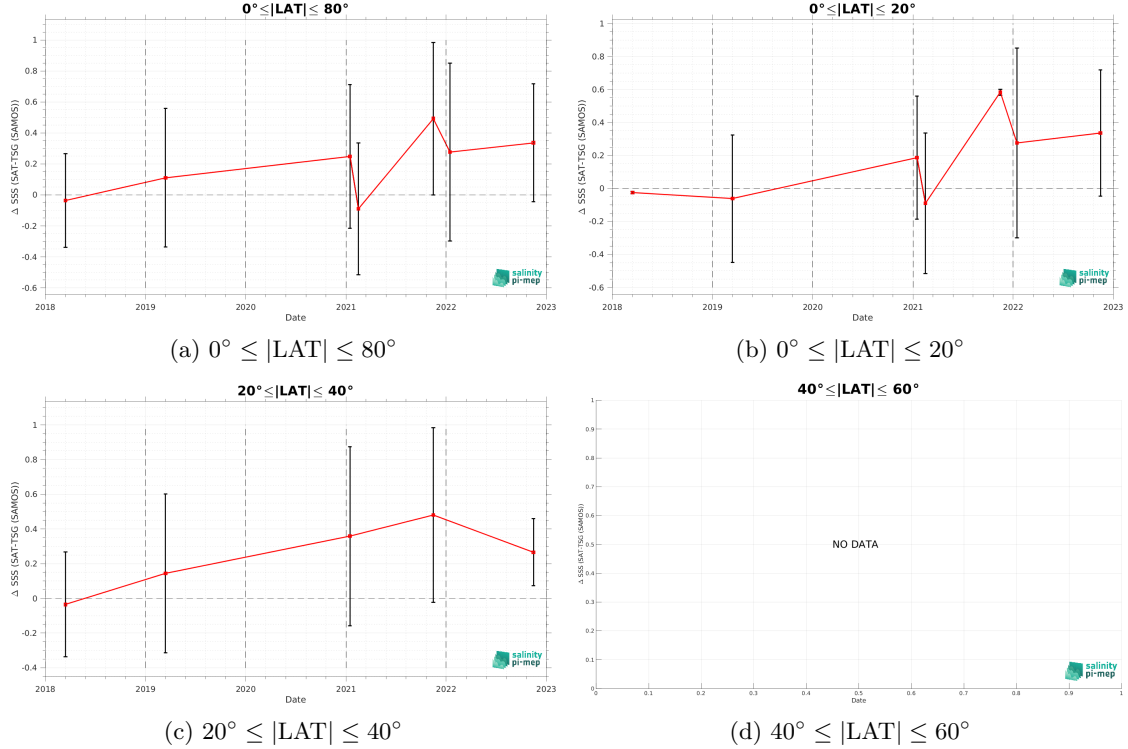 0°≤|LAT|≤ 80°
Δ SSS (SAT-TSG (SAMOS))
1
0.8
0.6
0.4
0.2
0
-0.2
-0.4
-0.6
2018 2019 2020 2021 2022 2023
Date
salinity
pi-mep
(a) 0° ≤ |LAT| ≤ 80°
0°≤|LAT|≤ 20°
Δ SSS (SAT-TSG (SAMOS))
1
0.8
0.6
0.4
0.2
0
-0.2
-0.4
-0.6
2018 2019 2020 2021 2022 2023
Date
salinity
pi-mep
(b) 0° ≤ |LAT| ≤ 20°
20°≤|LAT|≤ 40°
Δ SSS (SAT-TSG (SAMOS))
1
0.8
0.6
0.4
0.2
0
-0.2
-0.4
2018 2019 2020 2021 2022 2023
Date
salinity
pi-mep
(c) 20° ≤ |LAT| ≤ 40°
40°≤|LAT|≤ 60°
Δ SSS (SAT-TSG (SAMOS))
1
0.9
0.8
0.7
0.6
0.5
0.4
0.3
0.2
0.1
0
NO DATA
0 0.1 0.2 0.3 0.4 0.5 0.6 0.7 0.8 0.9 1
Date
salinity
pi-mep
(d) 40° ≤ |LAT| ≤ 60°